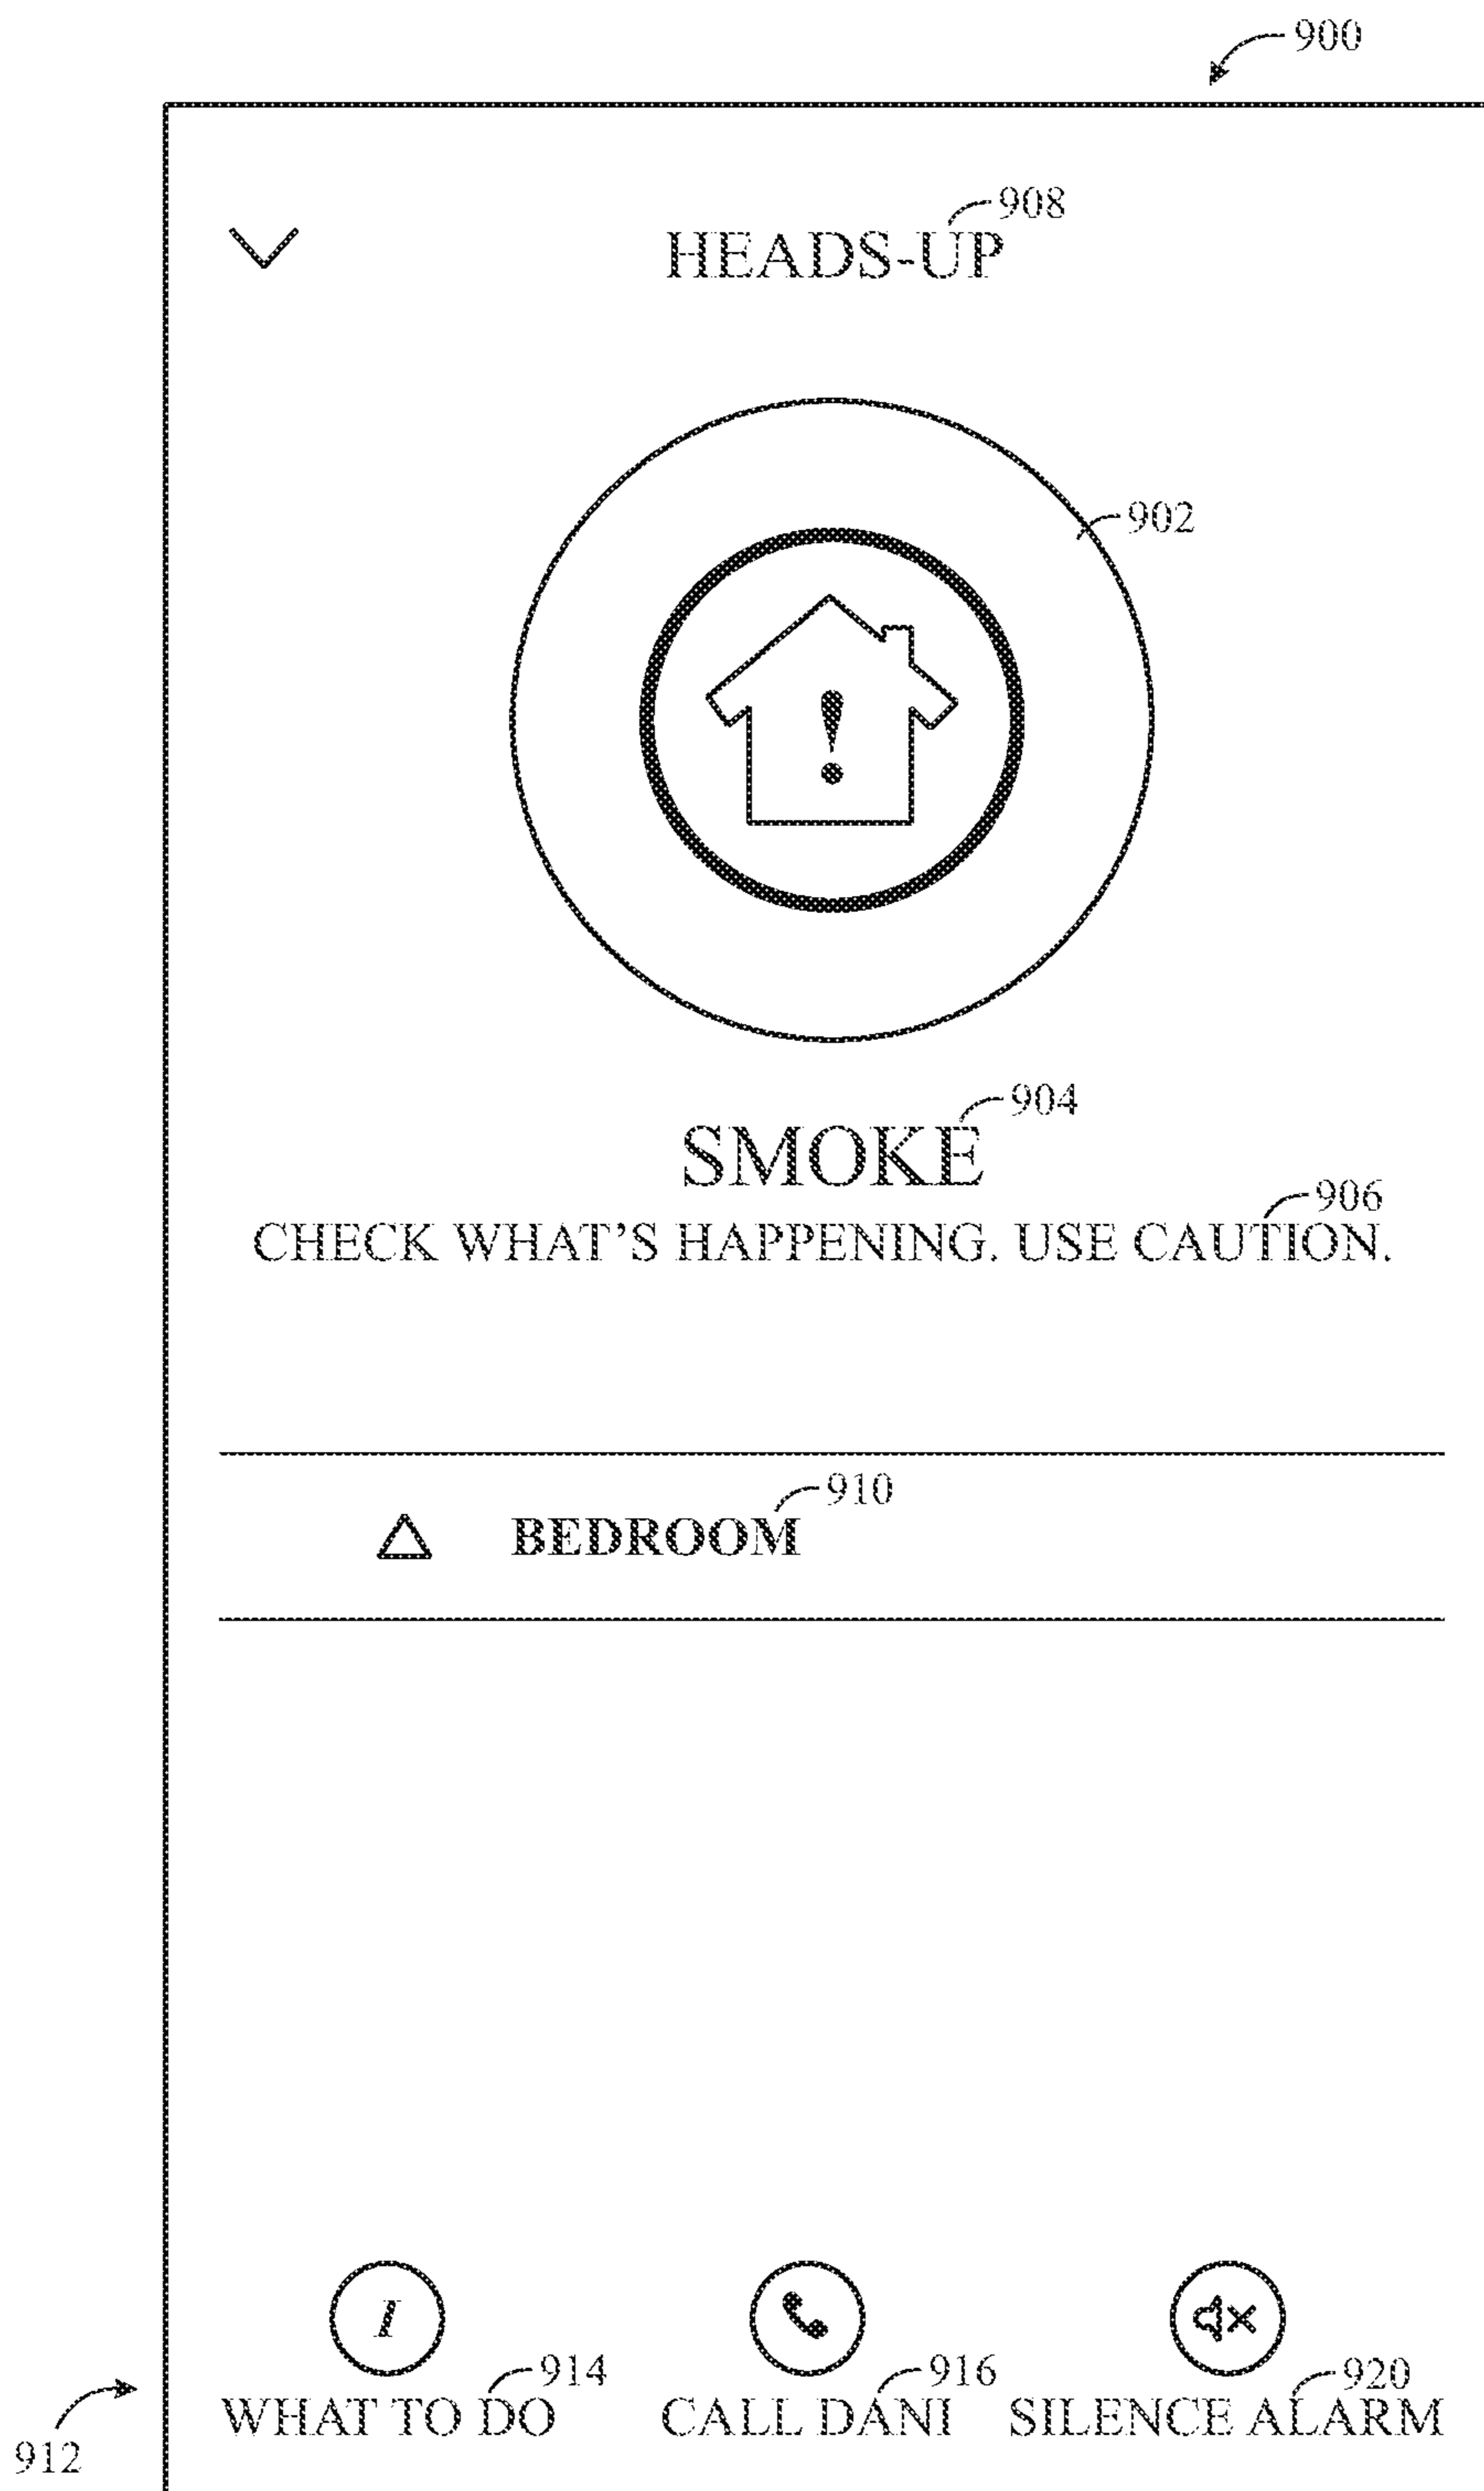 900
908
HEADS-UP
902
!
904
SMOKE
906
CHECK WHAT'S HAPPENING. USE CAUTION.
910
BEDROOM
I
914
916
920
WHAT TO DO
CALL DANI
SILENCE ALARM
912